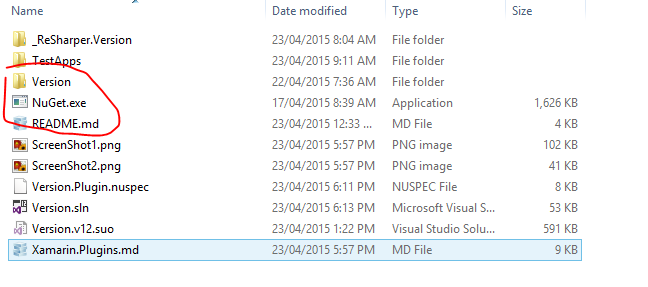 Name Date modified Type Size
_ReSharper.Version 23/04/2015 8:04 AM File folder
TestApps 23/04/2015 9:11 AM File folder
Version 22/04/2015 7:36 AM File folder
NuGet.exe 17/04/2015 8:39 AM Application 1,626 KB
README.md 23/04/2015 12:33 ... MD File 4 KB
ScreenShot1.png 23/04/2015 5:57 PM PNG image 102 KB
ScreenShot2.png 23/04/2015 5:57 PM PNG image 41 KB
Version.Plugin.nuspec 23/04/2015 6:11 PM NUSPEC File 8 KB
Version.sln 23/04/2015 6:13 PM Microsoft Visual S... 53 KB
Version.v12.suo 23/04/2015 1:22 PM Visual Studio Solu... 591 KB
Xamarin.Plugins.md 23/04/2015 5:57 PM MD File 9 KB